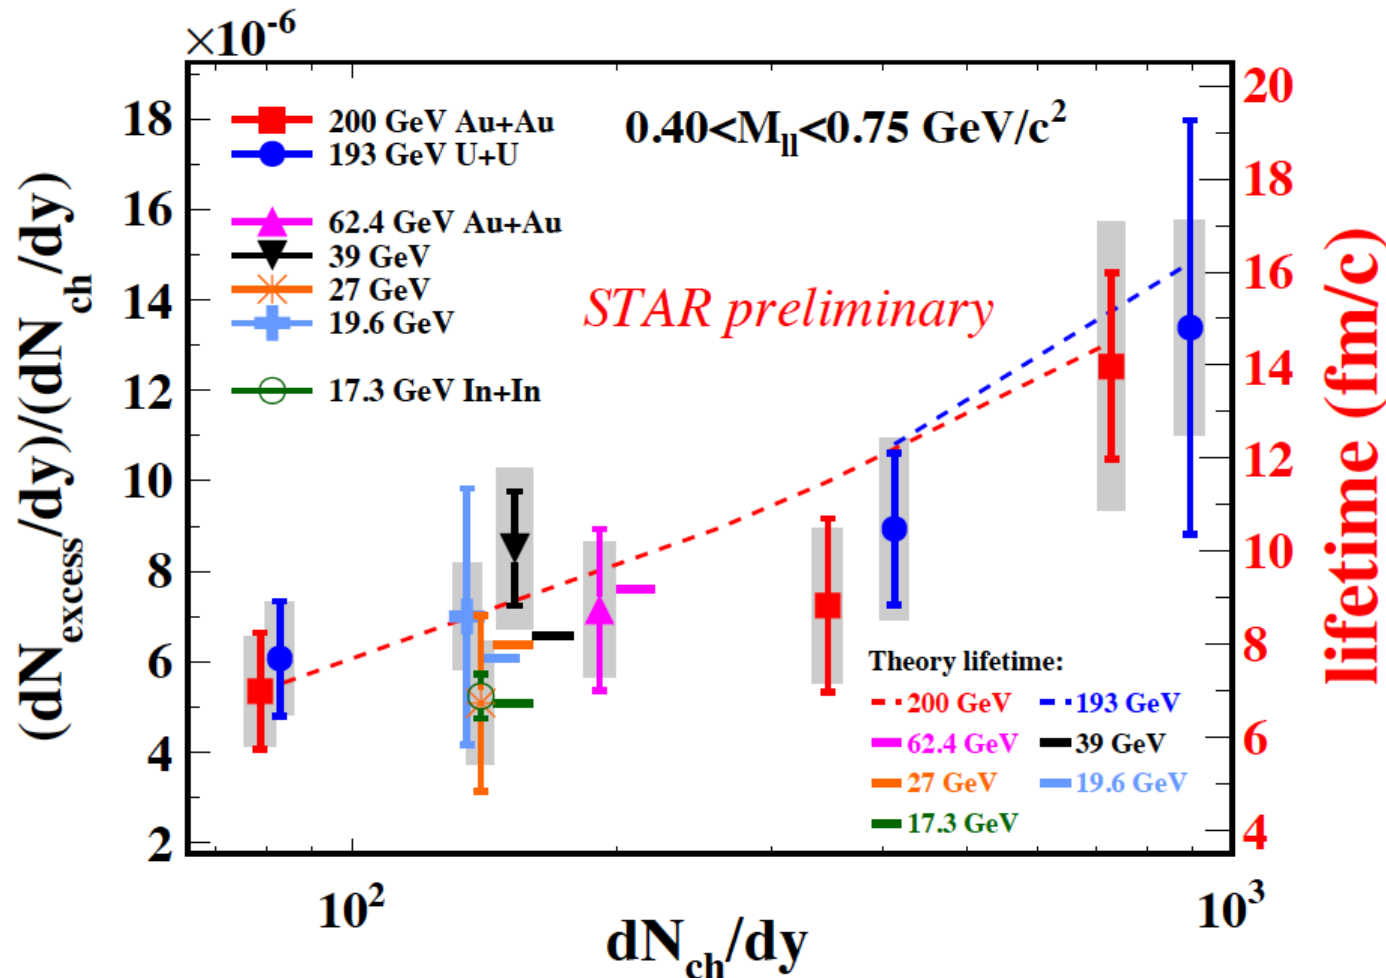 ×10⁻⁶
(dN_excess/dy)/(dN_ch/dy)
18
16
14
12
10
8
6
4
2
200 GeV Au+Au
193 GeV U+U
62.4 GeV Au+Au
39 GeV
27 GeV
19.6 GeV
17.3 GeV In+In
0.40<M_ll<0.75 GeV/c²
STAR preliminary
Theory lifetime:
200 GeV
193 GeV
62.4 GeV
39 GeV
27 GeV
19.6 GeV
17.3 GeV
20
18
16
14
12
10
8
6
4
lifetime (fm/c)
10²
10³
dN_ch/dy